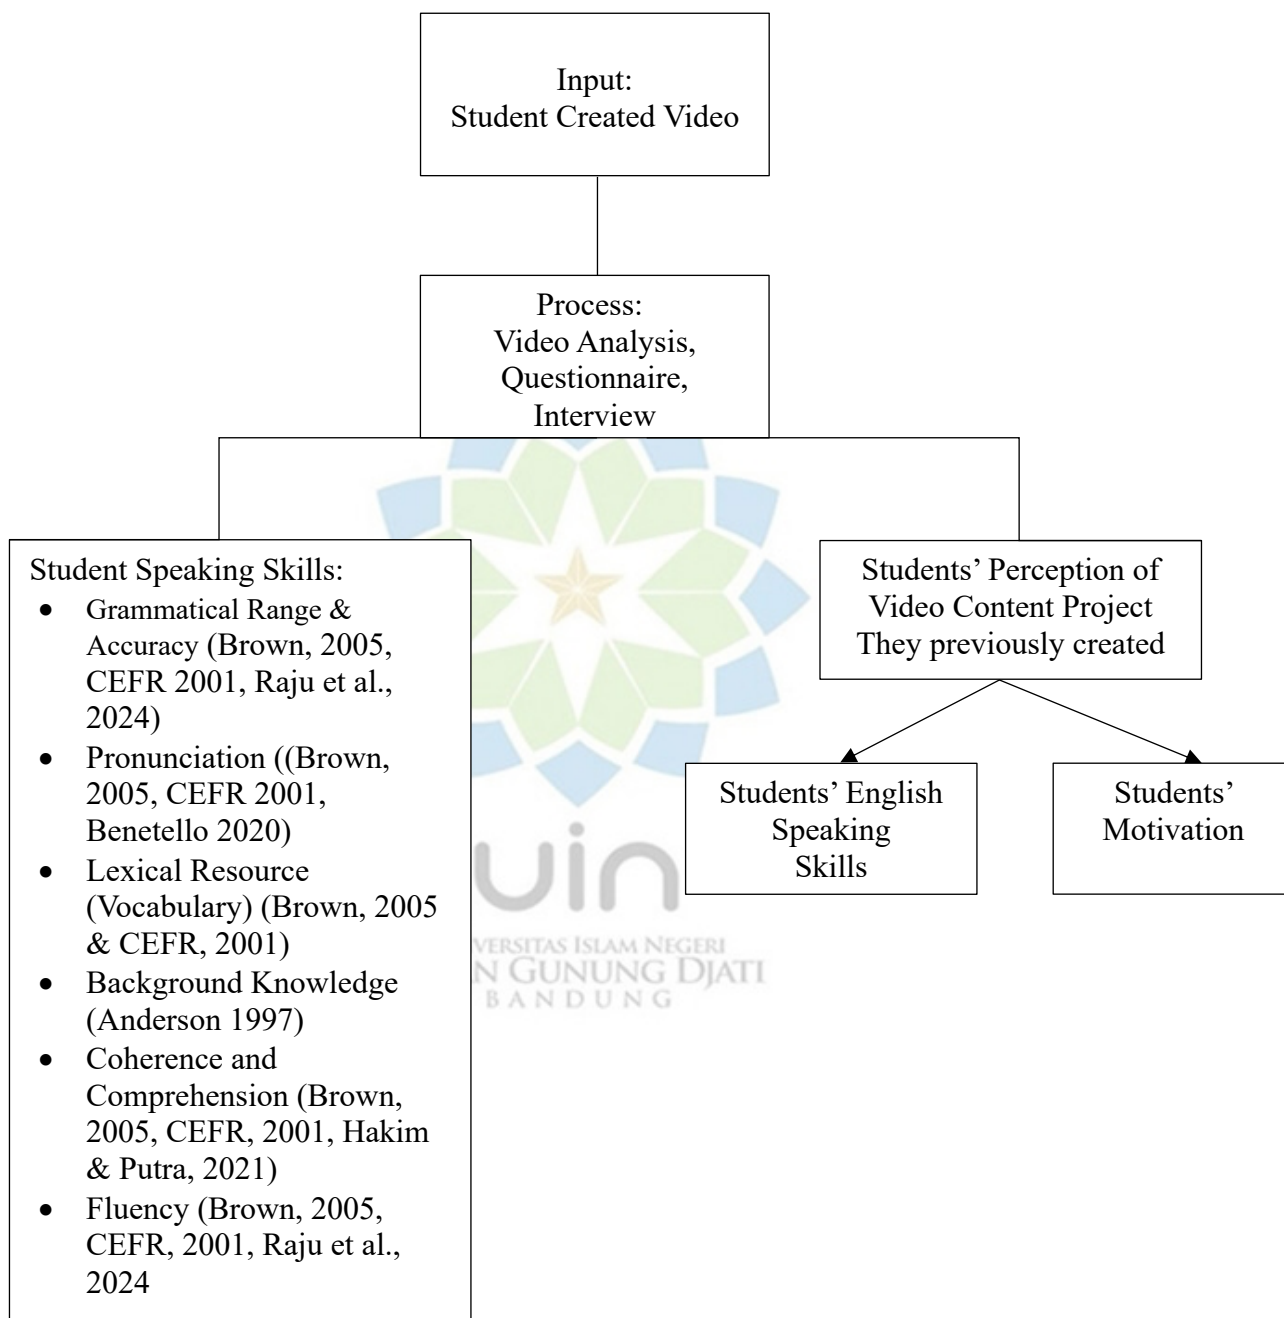 Input:
Student Created Video
Process:
Video Analysis,
Questionnaire,
Interview
Student Speaking Skills:
• Grammatical Range &
Accuracy (Brown, 2005,
CEFR 2001, Raju et al.,
2024)
• Pronunciation ((Brown,
2005, CEFR 2001,
Benetello 2020)
• Lexical Resource
(Vocabulary) (Brown, 2005
& CEFR, 2001)
• Background Knowledge
(Anderson 1997)
• Coherence and
Comprehension (Brown,
2005, CEFR, 2001, Hakim
& Putra, 2021)
• Fluency (Brown, 2005,
CEFR, 2001, Raju et al.,
2024
Students’ Perception of
Video Content Project
They previously created
Students’ English
Speaking
Skills
Students’
Motivation
uin
VERSITAS ISLAM NEGERI
N GUNUNG DJATI
BANDUNG